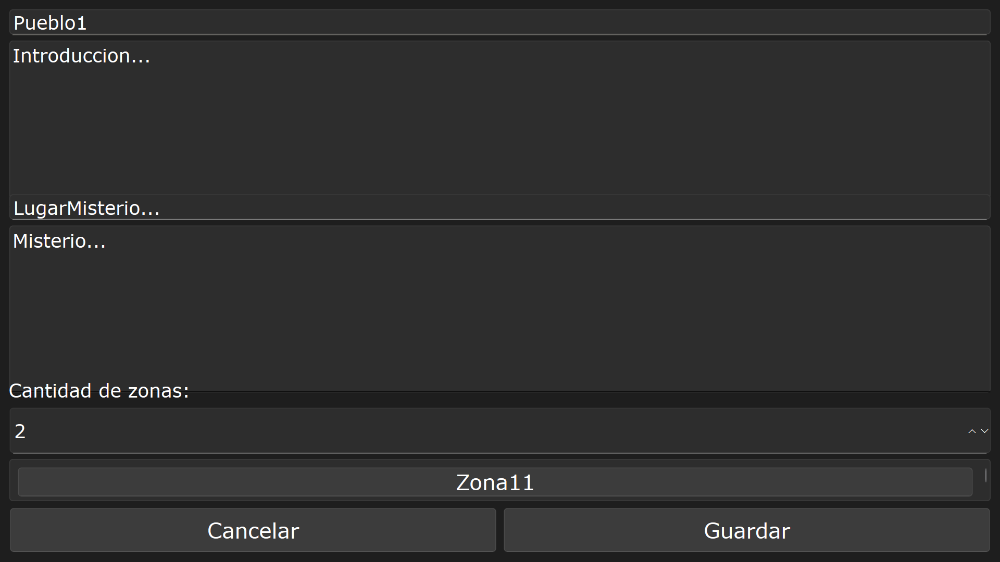 Pueblo1
Introduccion...
LugarMisterio...
Misterio...
Cantidad de zonas:
2
Zona11
Cancelar
Guardar